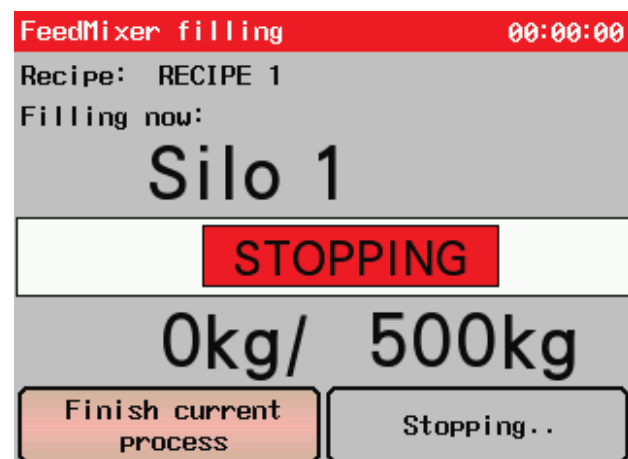 FeedMixer filling 00:00:00
Recipe: RECIPE 1
Filling now:
Silo 1
STOPPING
0kg/ 500kg
Finish current
process
Stopping..